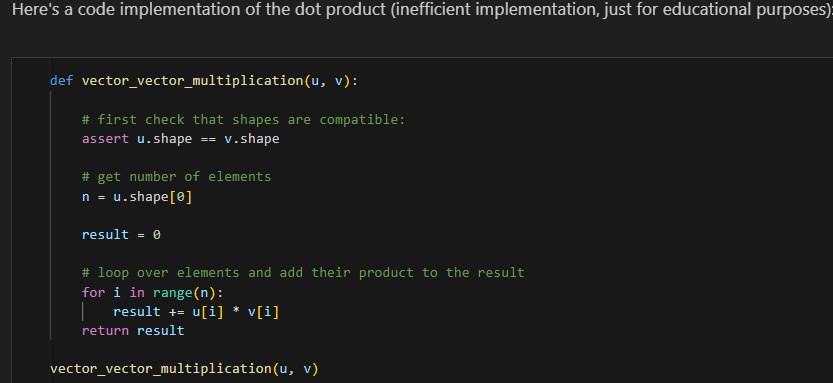 Here's a code implementation of the dot product (inefficient implementation, just for educational purposes):
def vector_vector_multiplication(u, v):
# first check that shapes are compatible:
assert u.shape == v.shape
# get number of elements
n = u.shape[0]
result = 0
# loop over elements and add their product to the result
for i in range(n):
result += u[i] * v[i]
return result
vector_vector_multiplication(u, v)